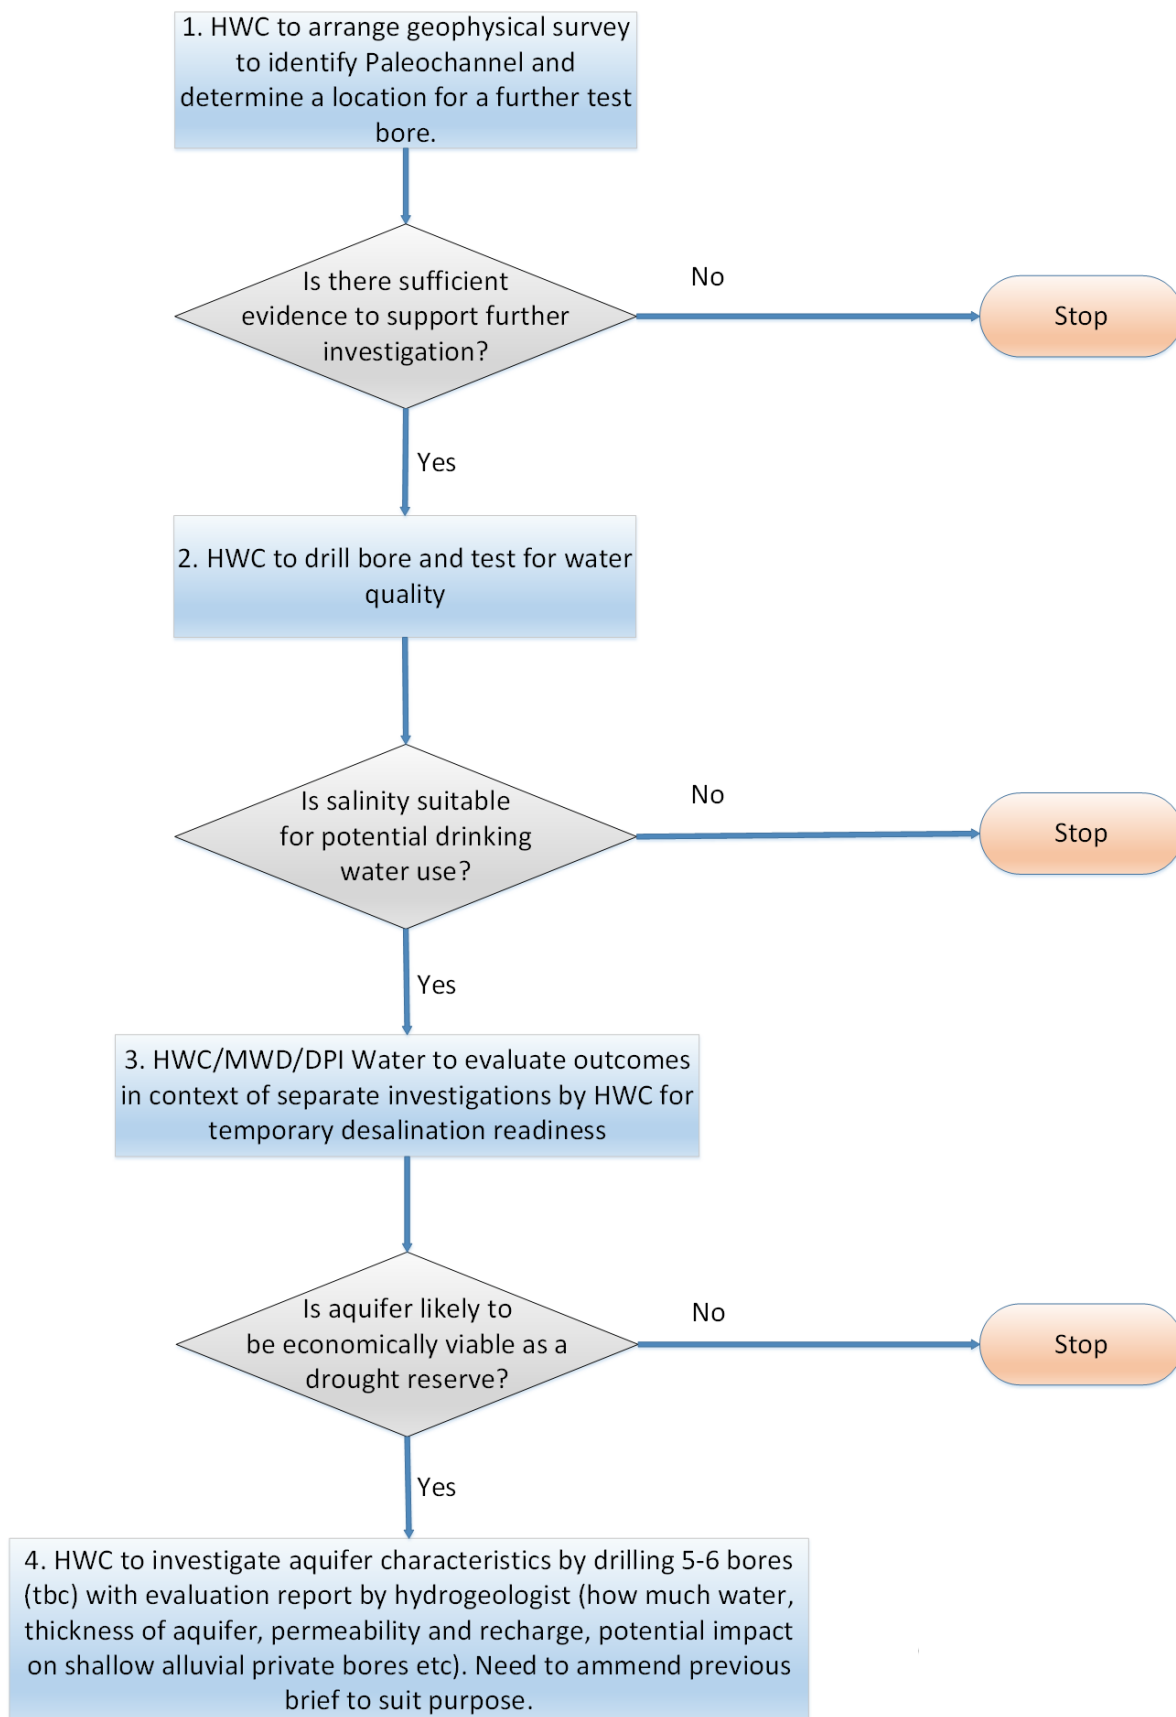 1. HWC to arrange geophysical survey
to identify Paleochannel and
determine a location for a further test
bore.
Is there sufficient
evidence to support further
investigation?
No
Stop
Yes
2. HWC to drill bore and test for water
quality
Is salinity suitable
for potential drinking
water use?
No
Stop
Yes
3. HWC/MWD/DPI Water to evaluate outcomes
in context of separate investigations by HWC for
temporary desalination readiness
Is aquifer likely to
be economically viable as a
drought reserve?
No
Stop
Yes
4. HWC to investigate aquifer characteristics by drilling 5-6 bores
(tbc) with evaluation report by hydrogeologist (how much water,
thickness of aquifer, permeability and recharge, potential impact
on shallow alluvial private bores etc). Need to ammend previous
brief to suit purpose.